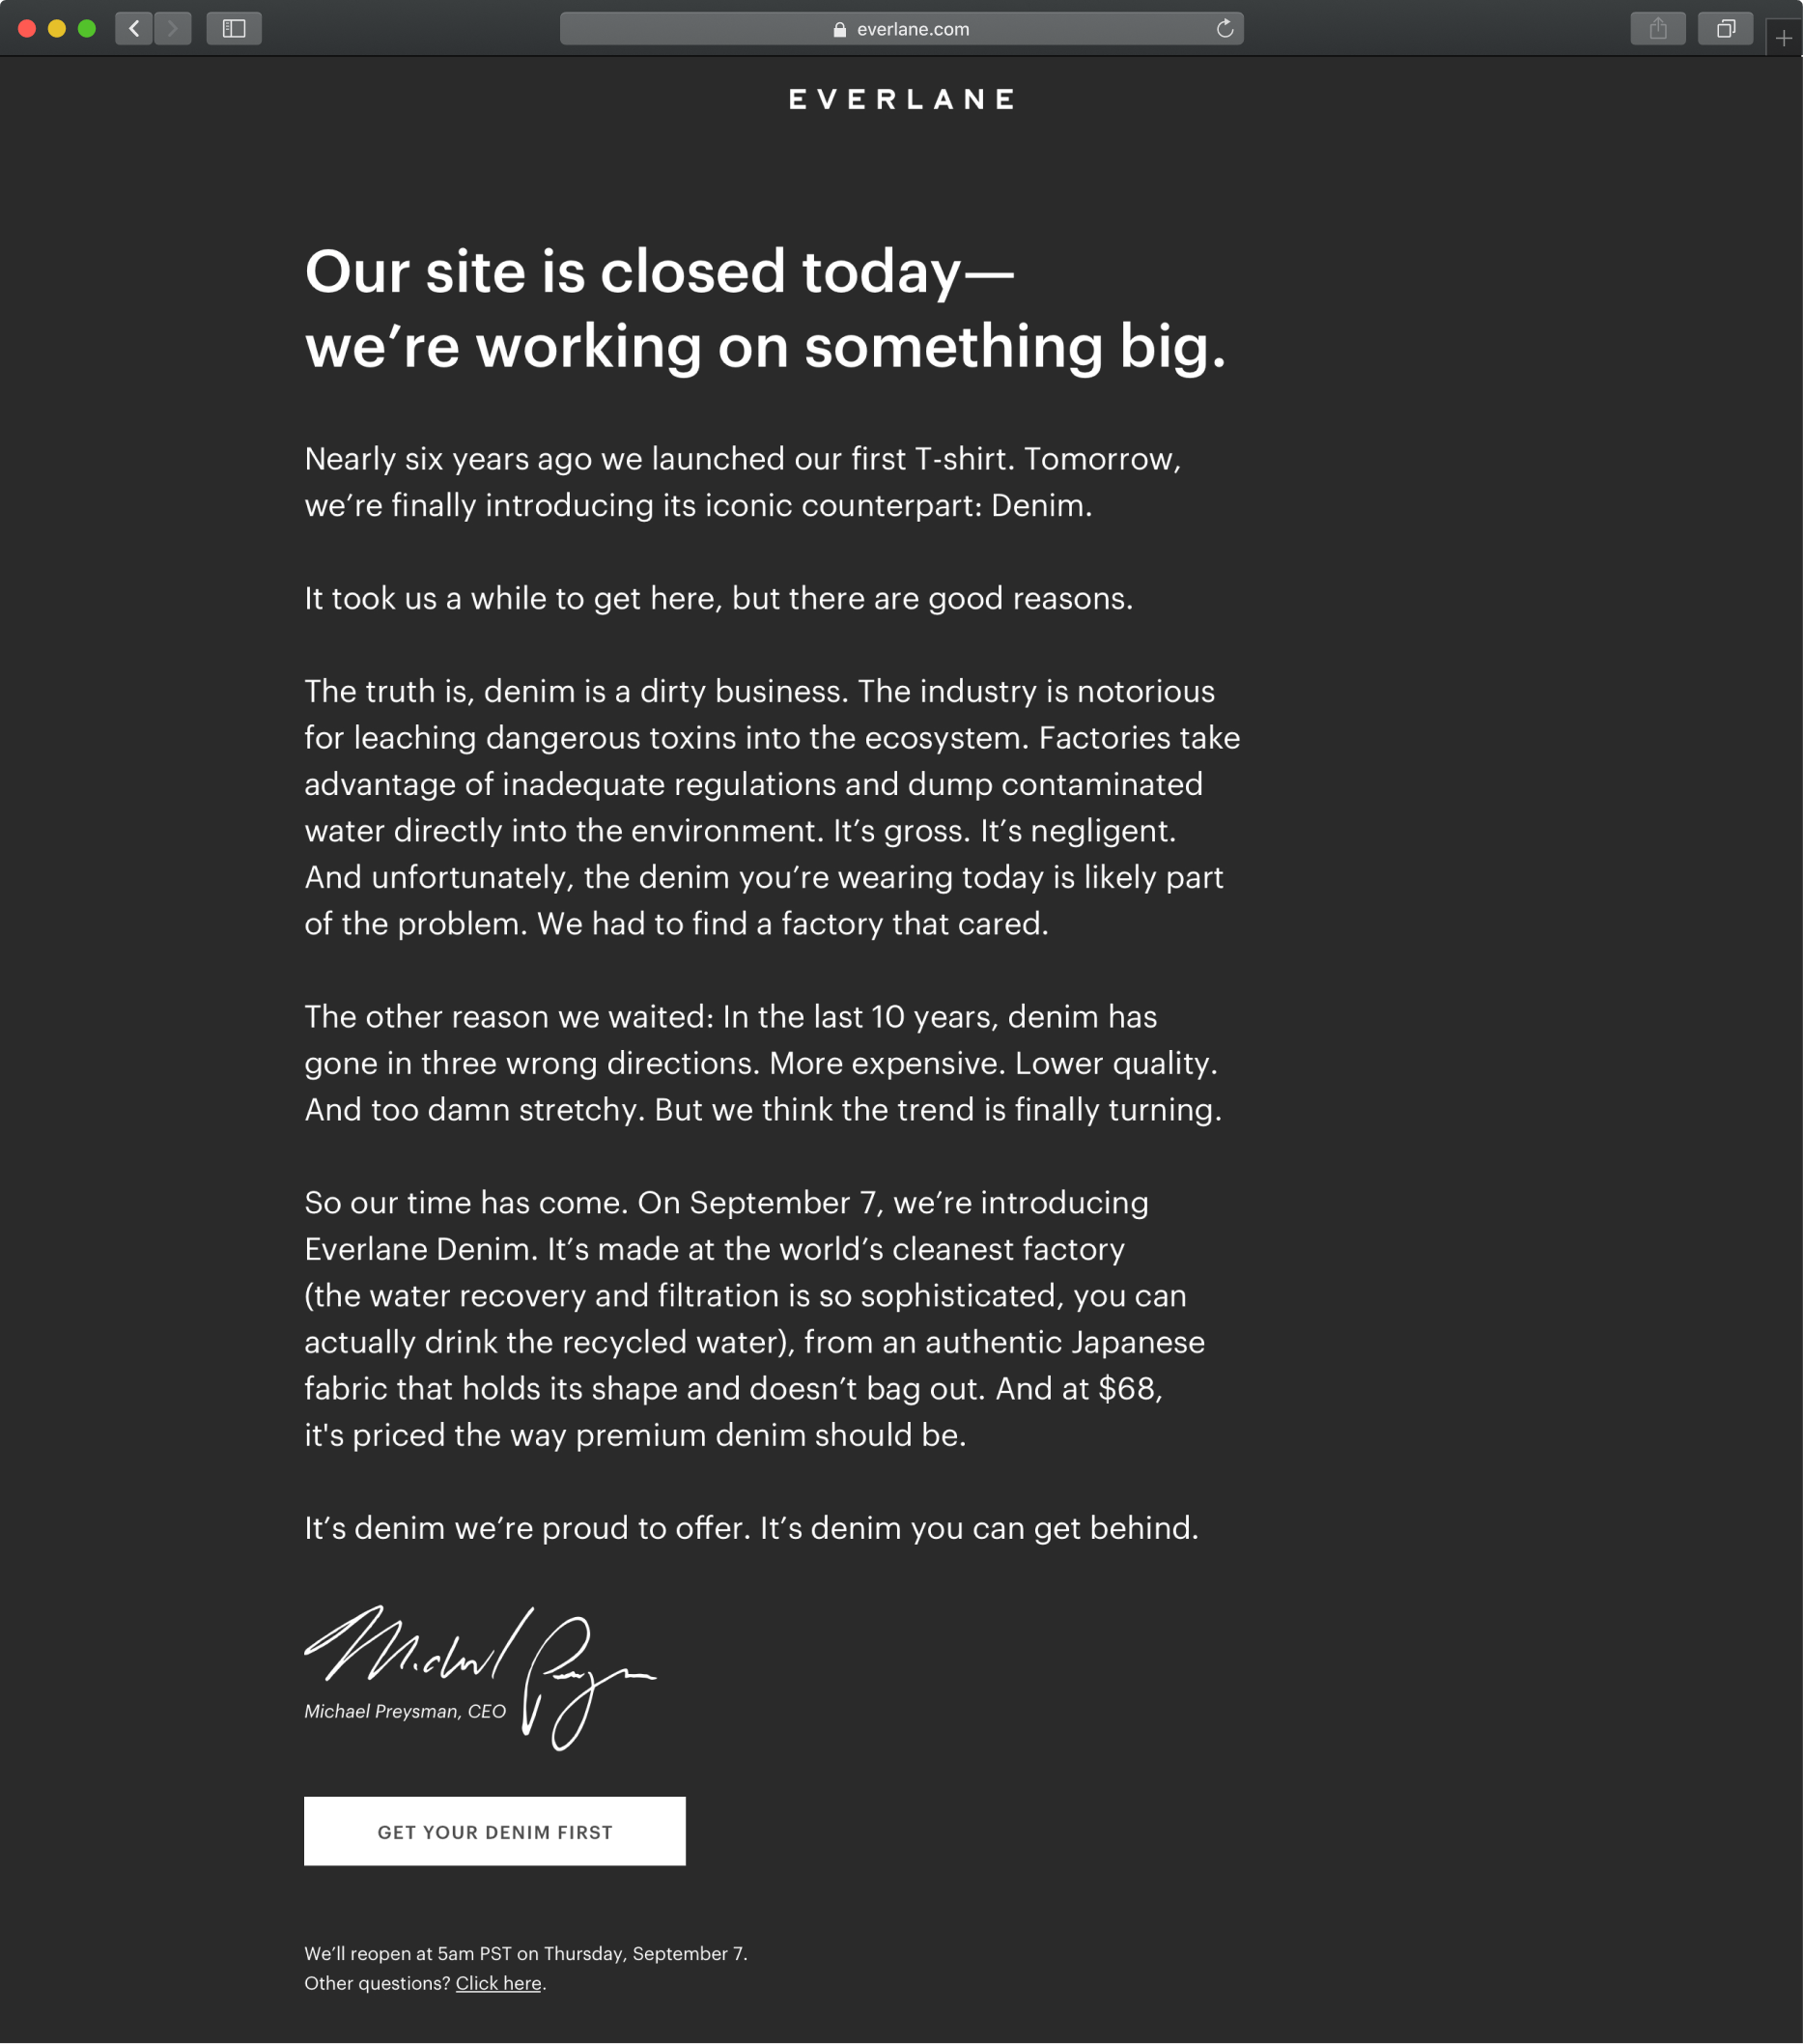 everlane.com
EVERLANE
Our site is closed today—
we’re working on something big.
Nearly six years ago we launched our first T-shirt. Tomorrow,
we’re finally introducing its iconic counterpart: Denim.
It took us a while to get here, but there are good reasons.
The truth is, denim is a dirty business. The industry is notorious
for leaching dangerous toxins into the ecosystem. Factories take
advantage of inadequate regulations and dump contaminated
water directly into the environment. It’s gross. It’s negligent.
And unfortunately, the denim you’re wearing today is likely part
of the problem. We had to find a factory that cared.
The other reason we waited: In the last 10 years, denim has
gone in three wrong directions. More expensive. Lower quality.
And too damn stretchy. But we think the trend is finally turning.
So our time has come. On September 7, we’re introducing
Everlane Denim. It’s made at the world’s cleanest factory
(the water recovery and filtration is so sophisticated, you can
actually drink the recycled water), from an authentic Japanese
fabric that holds its shape and doesn’t bag out. And at $68,
it's priced the way premium denim should be.
It’s denim we’re proud to offer. It’s denim you can get behind.
Michael Preysman, CEO
GET YOUR DENIM FIRST
We’ll reopen at 5am PST on Thursday, September 7.
Other questions? Click here.